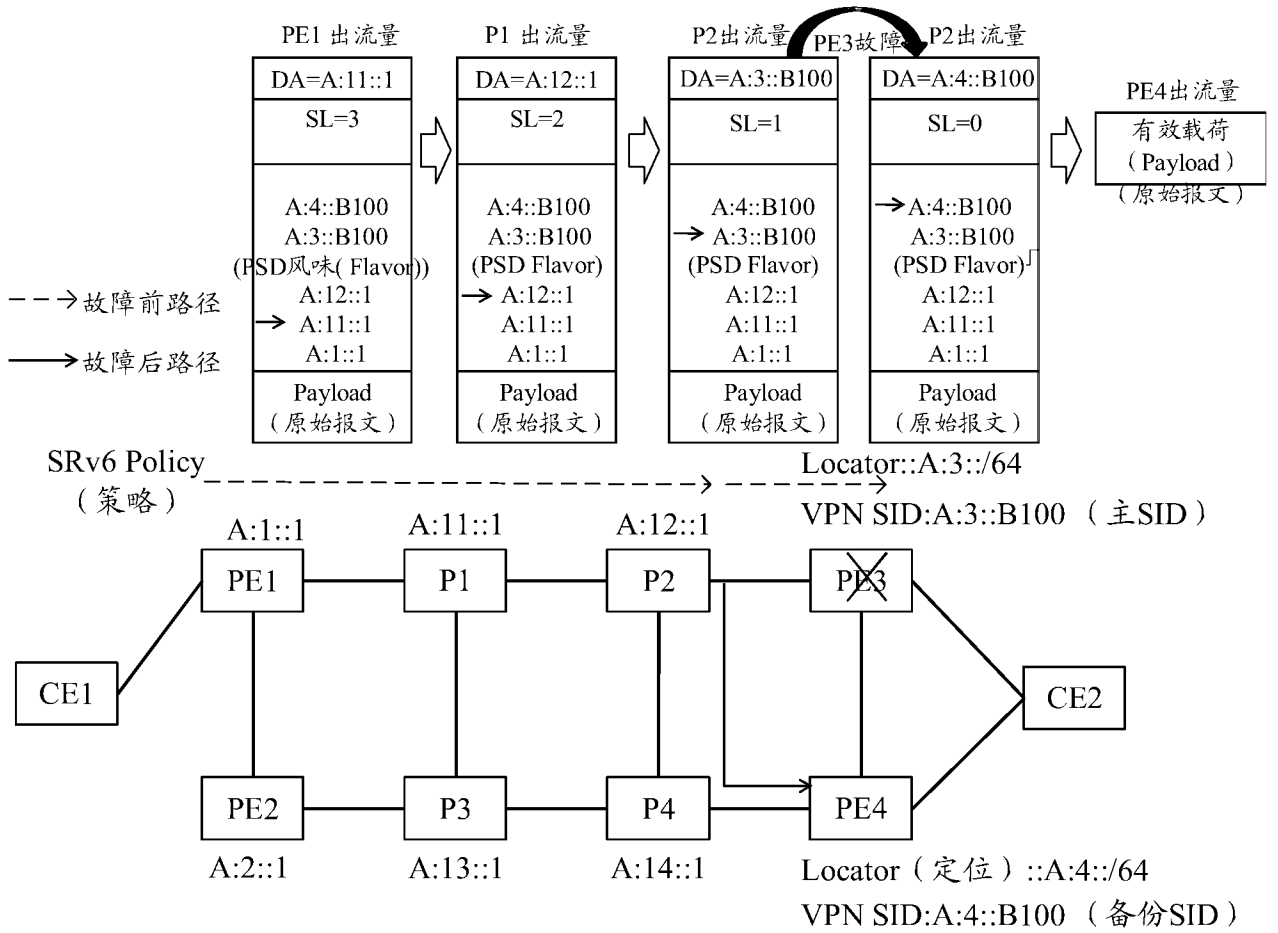 PE1 出流量
P1 出流量
P2出流量
PE3故障
P2出流量
PE4出流量
DA=A:11::1
SL=3
A:4::B100
A:3::B100
(PSD风味( Flavor))
A:12::1
A:11::1
A:1::1
Payload
（原始报文）
DA=A:12::1
SL=2
A:4::B100
A:3::B100
(PSD Flavor)
A:12::1
A:11::1
A:1::1
Payload
（原始报文）
DA=A:3::B100
SL=1
A:4::B100
A:3::B100
(PSD Flavor)
A:12::1
A:11::1
A:1::1
Payload
（原始报文）
DA=A:4::B100
SL=0
A:4::B100
A:3::B100
(PSD Flavor)
A:12::1
A:11::1
A:1::1
Payload
（原始报文）
有效载荷
（Payload）
（原始报文）
故障前路径
故障后路径
SRv6 Policy
（策略）
Locator::A:3::/64
VPN SID:A:3::B100（主SID）
A:1::1
A:11::1
A:12::1
PE1
P1
P2
PE3
CE1
CE2
PE2
P3
P4
PE4
A:2::1
A:13::1
A:14::1
Locator（定位）::A:4::/64
VPN SID:A:4::B100（备份SID）